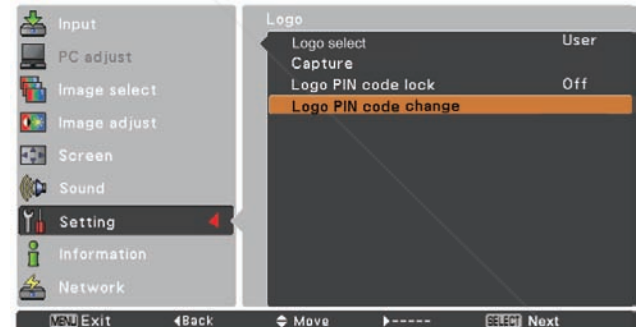 Input
PC adjust
Image select
Image adjust
Screen
Sound
Setting
Information
Network
Logo
Logo select User
Capture
Logo PIN code lock Off
Logo PIN code change
MENU Exit ◀Back Move ▶----- SELECT Next